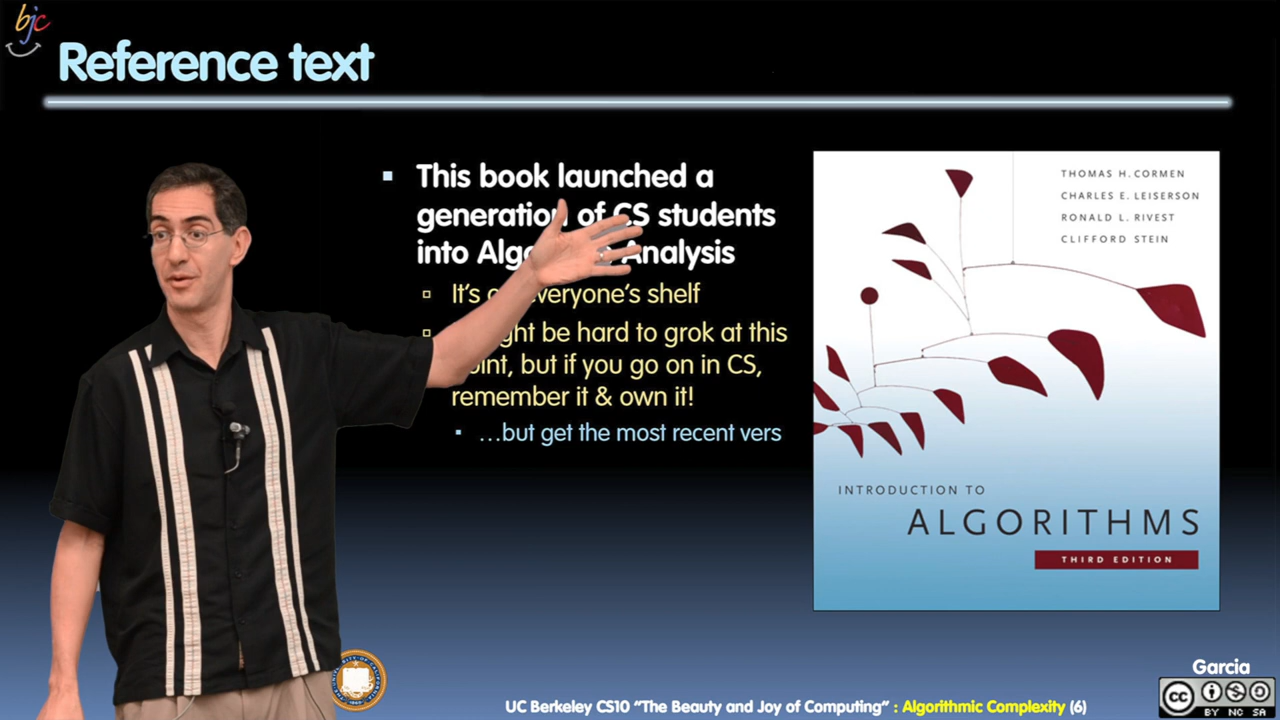 bjc
Reference text
This book launched a
generation of CS students
into Analysis
It's everyone's shelf
be hard to grok at this
but if you go on in CS,
remember it & own it!
…but get the most recent vers
THOMAS H. CORMEN
CHARLES E. LEISERSON
RONALD L. RIVEST
CLIFFORD STEIN
INTRODUCTION TO
ALGORITHMS
THIRD EDITION
Garcia
UC Berkeley CS10 "The Beauty and Joy of Computing" : Algorithmic Complexity (6)
cc
BY NC SA